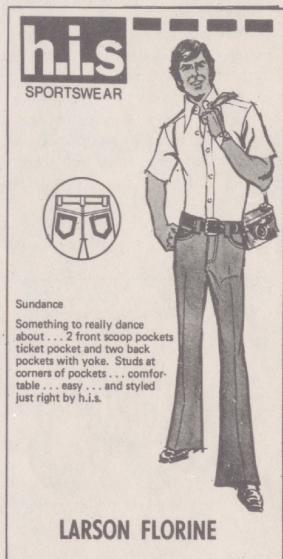 h.i.s
SPORTSWEAR
Sundance
Something to really dance
about . . . 2 front scoop pockets
ticket pocket and two back
pockets with yoke. Studs at
corners of pockets . . . comfor-
table . . . easy . . . and styled
just right by h.i.s.
LARSON FLORINE